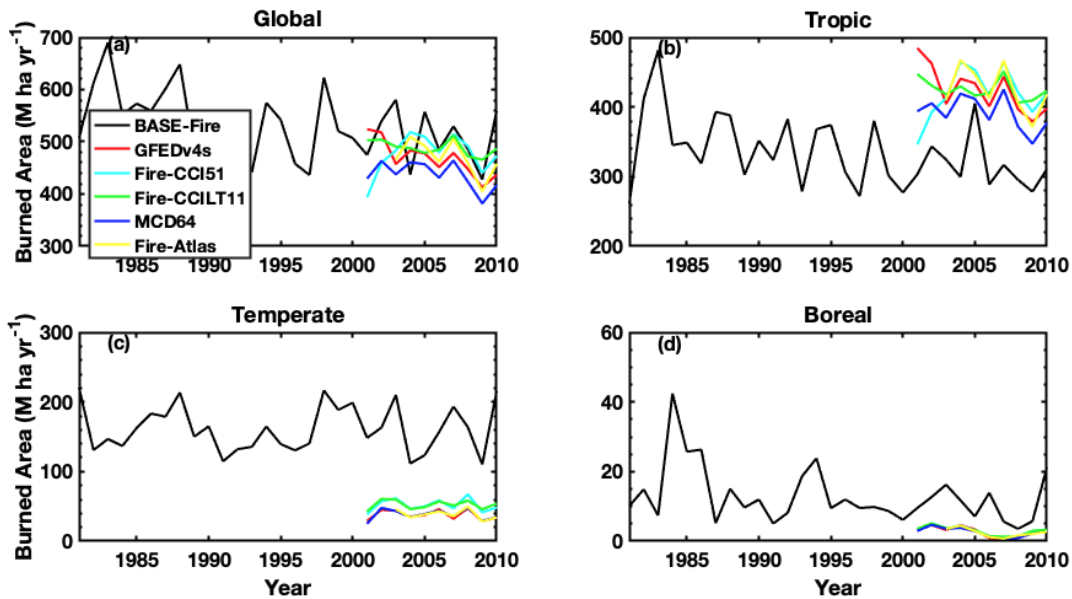 Global
Tropic
Burned Area (M ha yr⁻¹)
700
600
500
400
300
(a)
BASE-Fire
GFEDv4s
Fire-CCI51
Fire-CCILT11
MCD64
Fire-Atlas
1985 1990 1995 2000 2005 2010
500
400
300
200
(b)
1985 1990 1995 2000 2005 2010
Temperate
Boreal
Burned Area (M ha yr⁻¹)
300
200
100
0
(c)
1985 1990 1995 2000 2005 2010
Year
60
40
20
0
(d)
1985 1990 1995 2000 2005 2010
Year